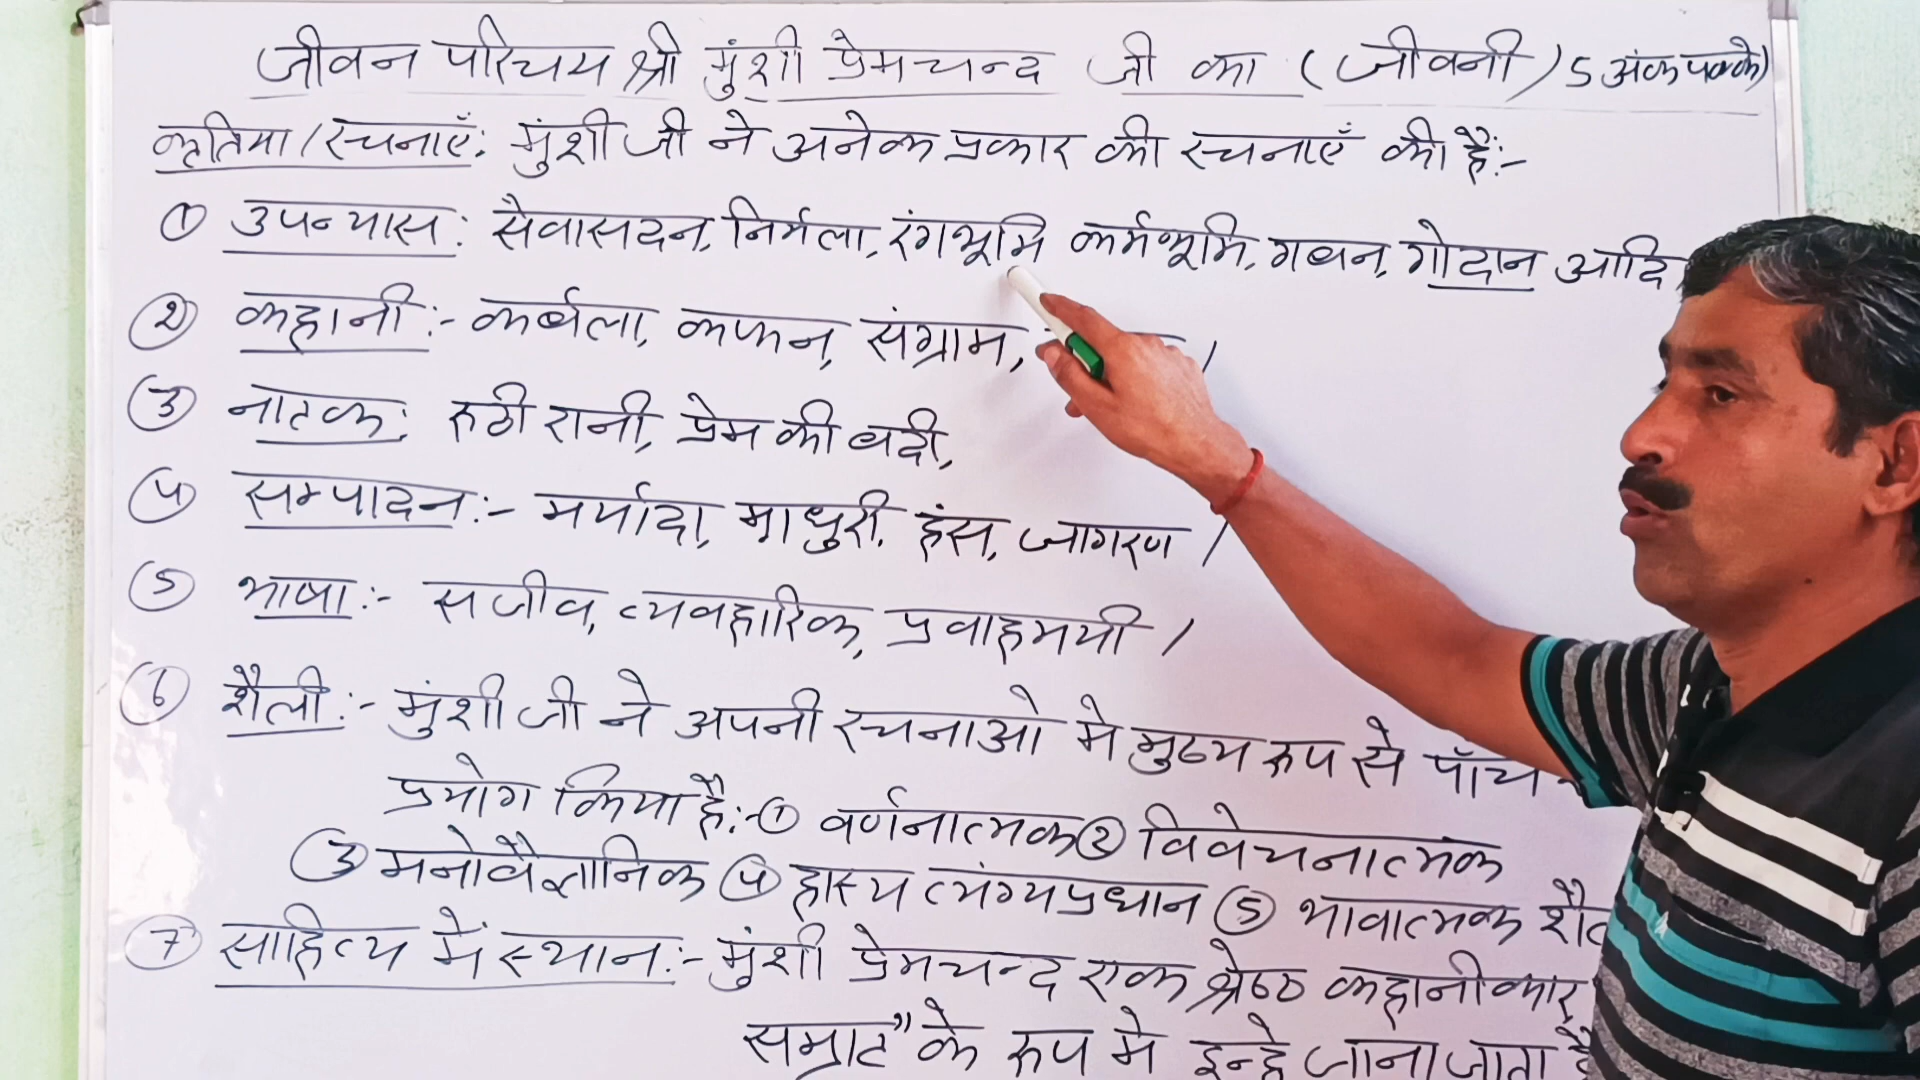 जीवन परिचय श्री मुंशी प्रेमचन्द जी का (जीवनी) 5 अंक पक्के)
कृतिया/रचनाएँ: मुंशी जी ने अनेक प्रकार की रचनाएँ की हैं:-
① उपन्यास: सैवासदन, निर्मला, रंगभूमि कर्मभूमि, गबन, गोदान आदि
② कहानी:- कर्बला, कफन, संग्राम,
③ नाटक: रुठी रानी, प्रेम की बदी,
④ सम्पादन:- मर्यादा, माधुरी, हंस, जागरण ।
⑤ भाषा:- सजीव, व्यवहारिक, प्रवाहमयी ।
⑥ शैली:- मुंशी जी ने अपनी रचनाओ मे मुख्य रूप से पाँच
प्रयोग किया है:- ① वर्णनात्मक ② विवेचनात्मक
③ मनोवैज्ञानिक ④ हास्य व्यंग्यप्रधान ⑤ भावात्मक
⑦ साहित्य में स्थान:- मुंशी प्रेमचन्द एक श्रेष्ठ कहानीकार
सम्राट" के रूप मे इन्हे जाना जाता है